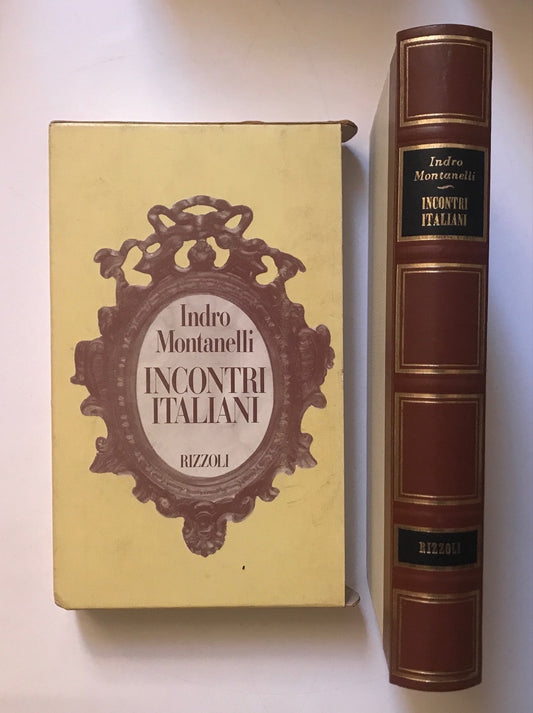 Indro
Montanelli
INCONTRI
ITALIANI
RIZZOLI
Indro
Montanelli
INCONTRI
ITALIANI
RIZZOLI